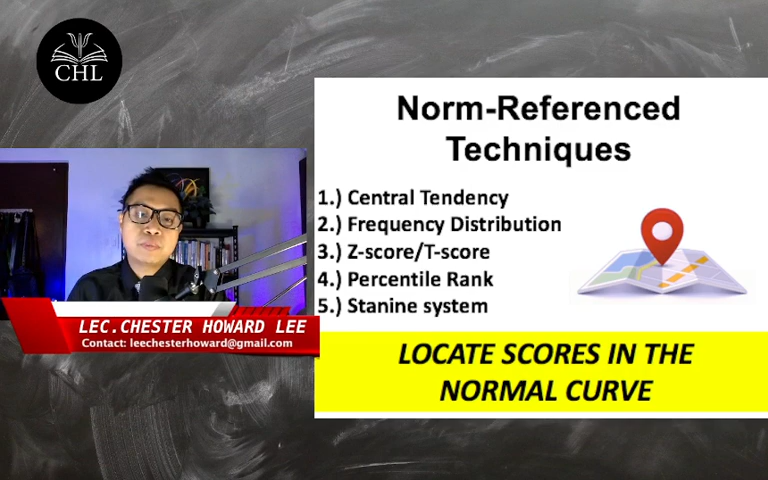 CHL
Norm-Referenced
Techniques
1.) Central Tendency
2.) Frequency Distribution
3.) Z-score/T-score
4.) Percentile Rank
5.) Stanine system
LOCATE SCORES IN THE
NORMAL CURVE
LEC.CHESTER HOWARD LEE
Contact: leechesterhoward@gmail.com